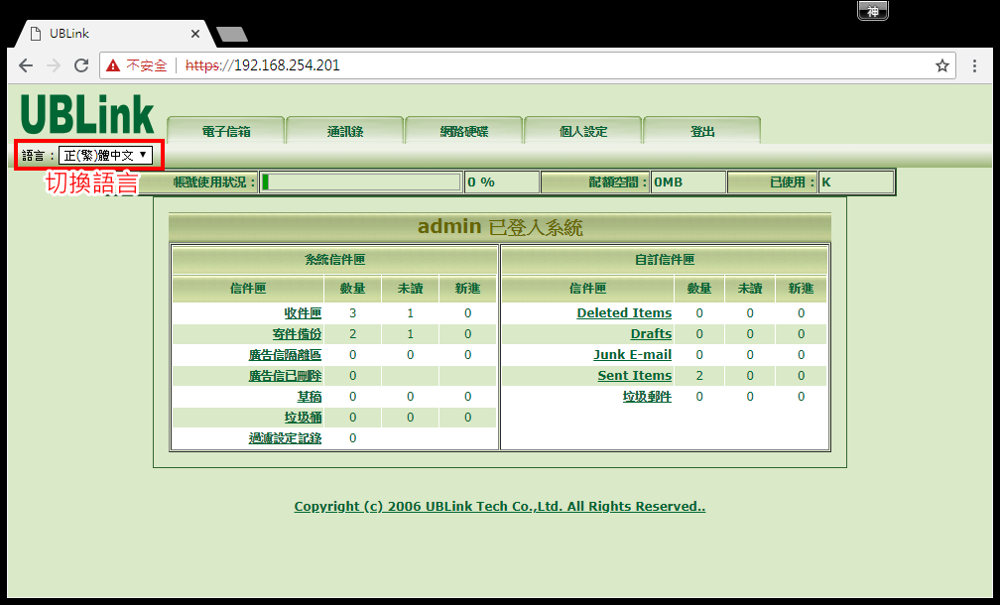 神
UBLink
不安全 https://192.168.254.201
UBLink
電子信箱 通訊錄 網路硬碟 個人設定 登出
語言： 正(繁)體中文
切換語言
帳號使用狀況： 0 % 配額空間： 0MB 已使用： K
admin 已登入系統
系統信件匣 自訂信件匣
信件匣 數量 未讀 新進 信件匣 數量 未讀 新進
收件匣 3 1 0 Deleted Items 0 0 0
寄件備份 2 1 0 Drafts 0 0 0
廣告信隔離區 0 0 0 Junk E-mail 0 0 0
廣告信已刪除 0 Sent Items 2 0 0
草稿 0 0 0 垃圾郵件 0 0 0
垃圾桶 0 0 0
過濾設定記錄 0
Copyright (c) 2006 UBLink Tech Co.,Ltd. All Rights Reserved..